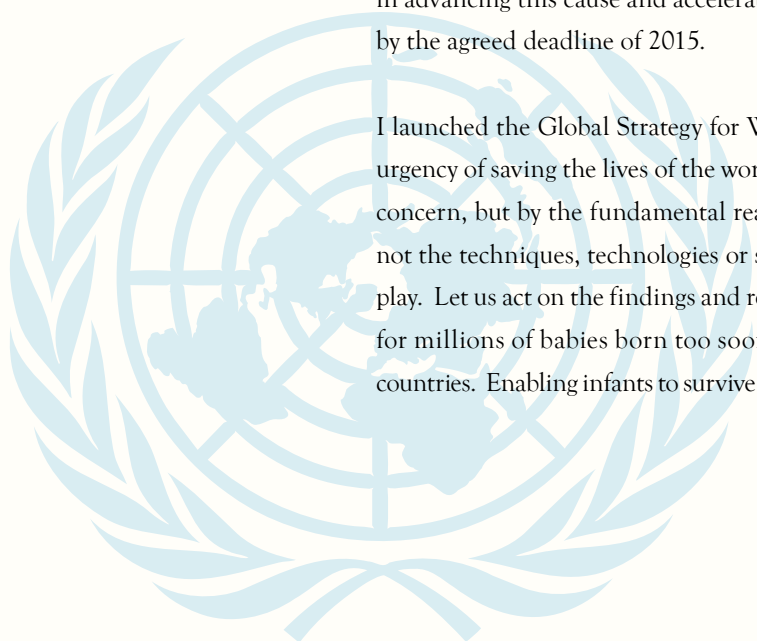 in advancing this cause and accelera
by the agreed deadline of 2015.
I launched the Global Strategy for
urgency of saving the lives of the wor
concern, but by the fundamental rea
not the techniques, technologies or
play. Let us act on the findings and
for millions of babies born too soo
countries. Enabling infants to survive